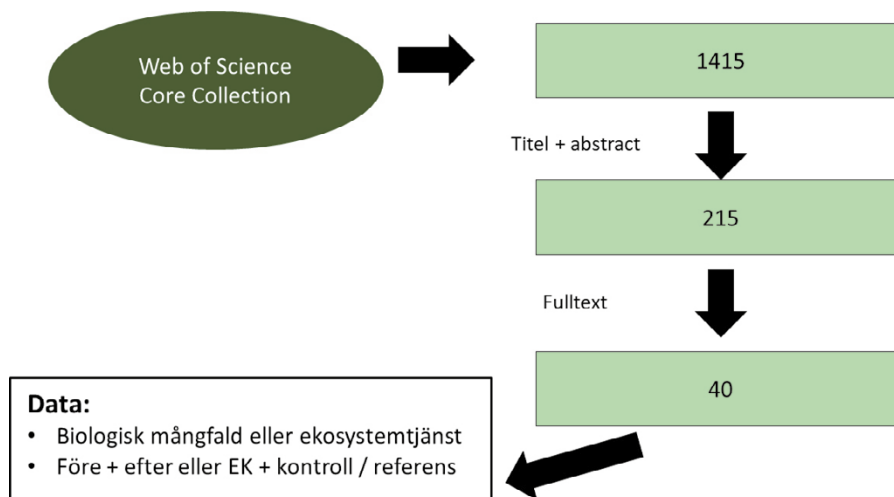 Web of Science
Core Collection
1415
Titel + abstract
215
Fulltext
40
Data:
• Biologisk mångfald eller ekosystemtjänst
• Före + efter eller EK + kontroll / referens